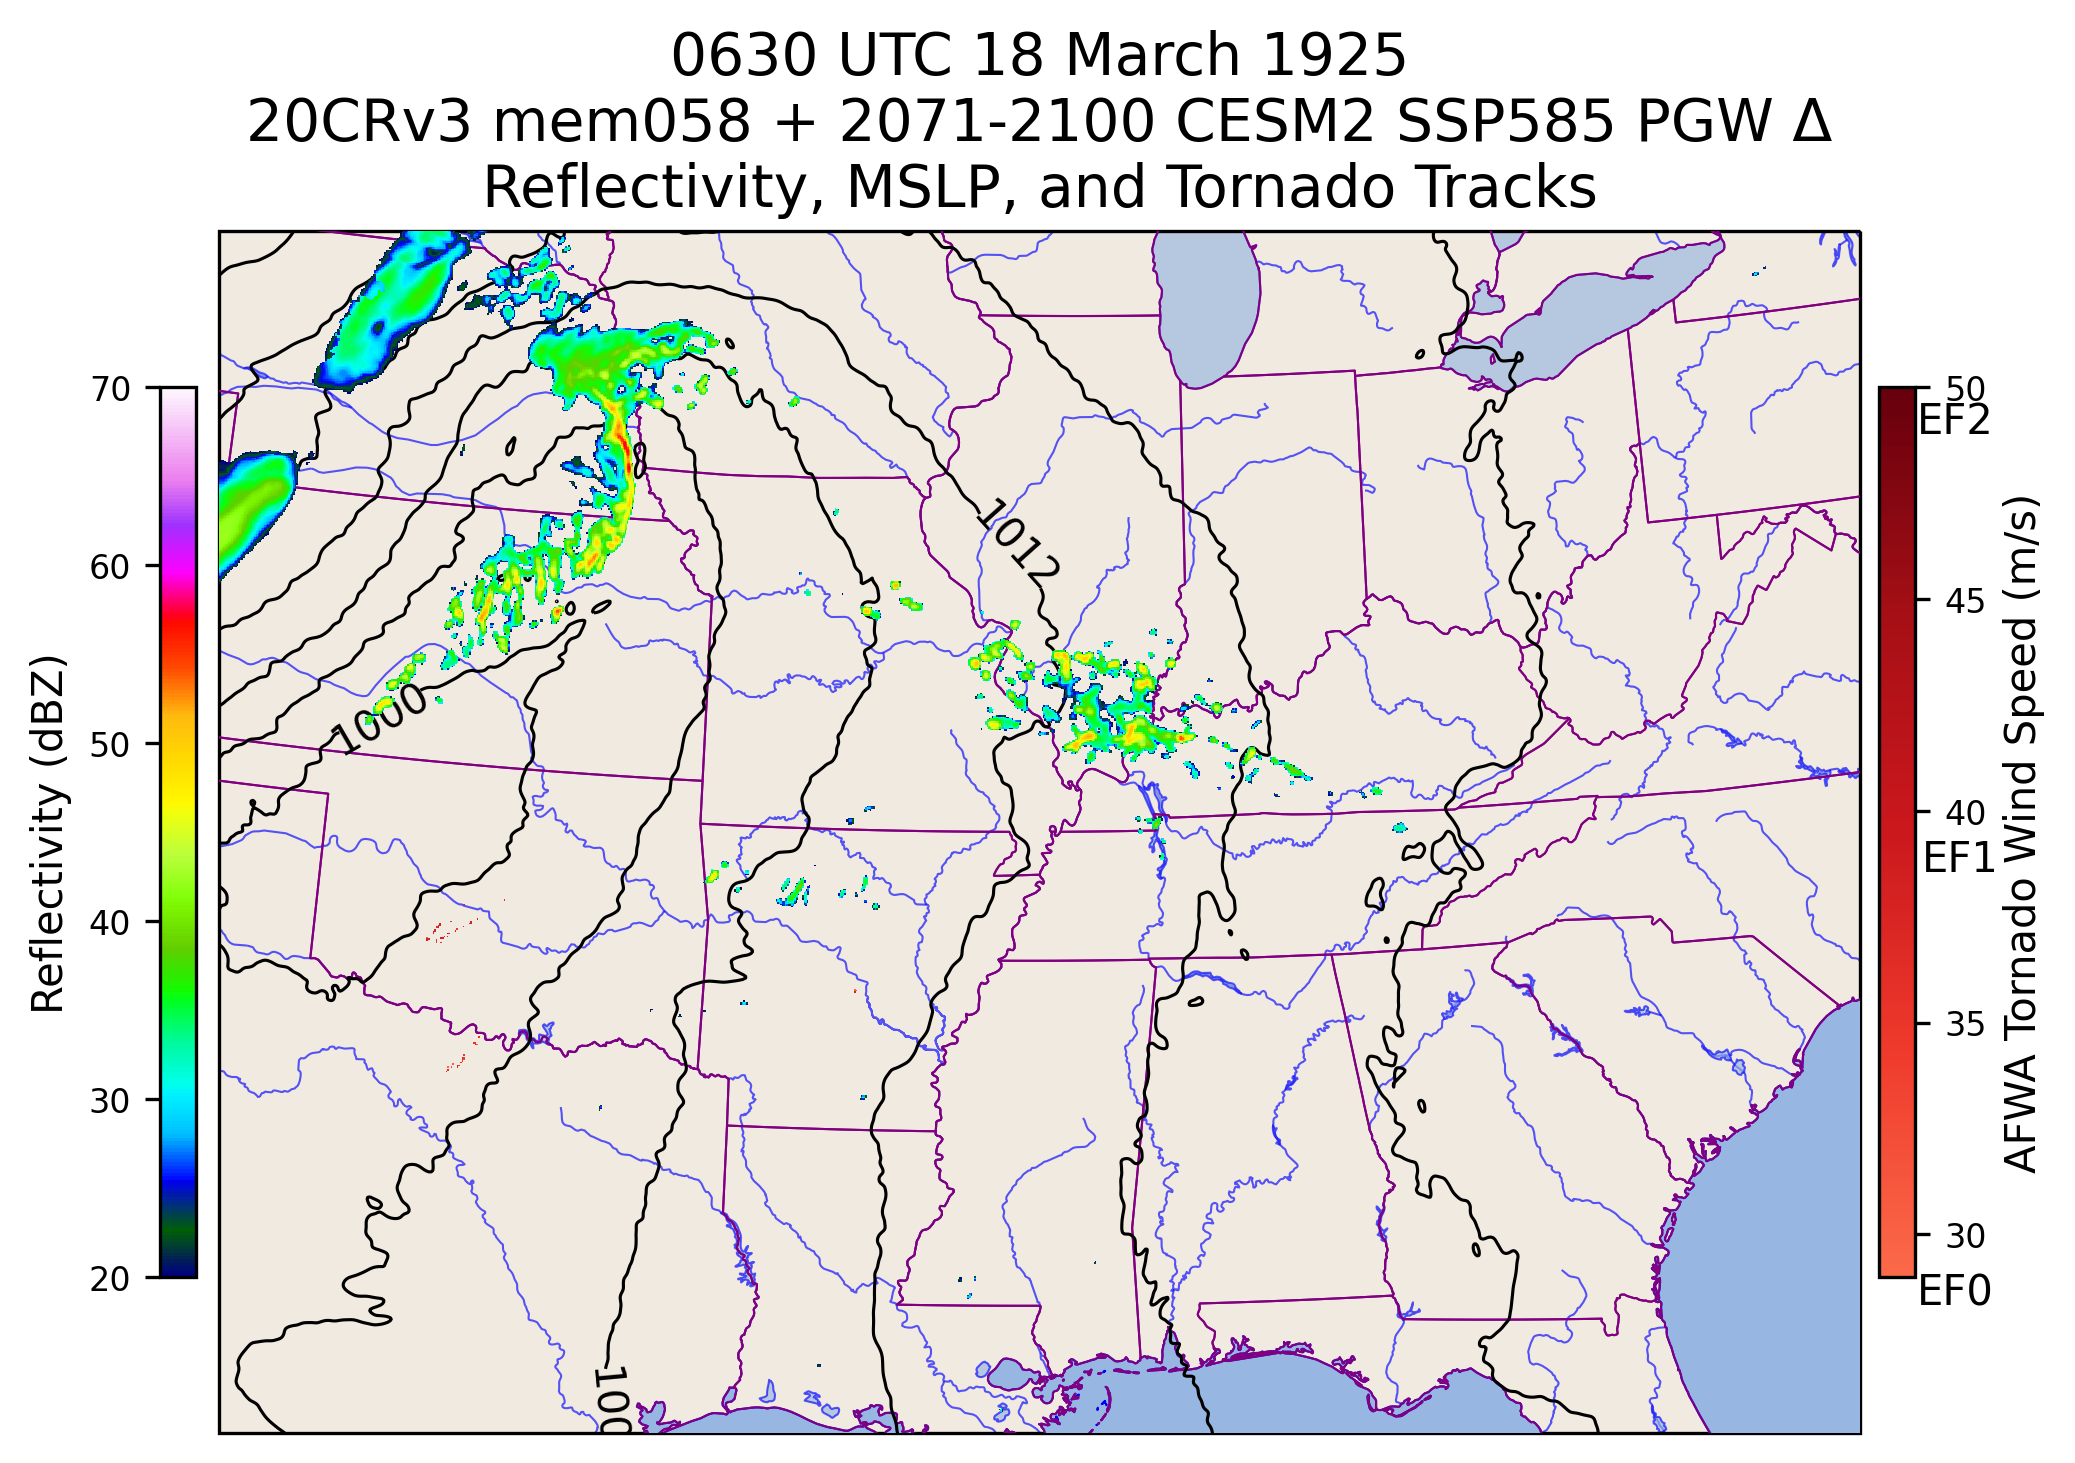 0630 UTC 18 March 1925
20CRv3 mem058 + 2071-2100 CESM2 SSP585 PGW Δ
Reflectivity, MSLP, and Tornado Tracks
Reflectivity (dBZ)
70
60
50
40
30
20
1012
1000
100
50
EF2
45
40
EF1
35
30
EF0
AFWA Tornado Wind Speed (m/s)